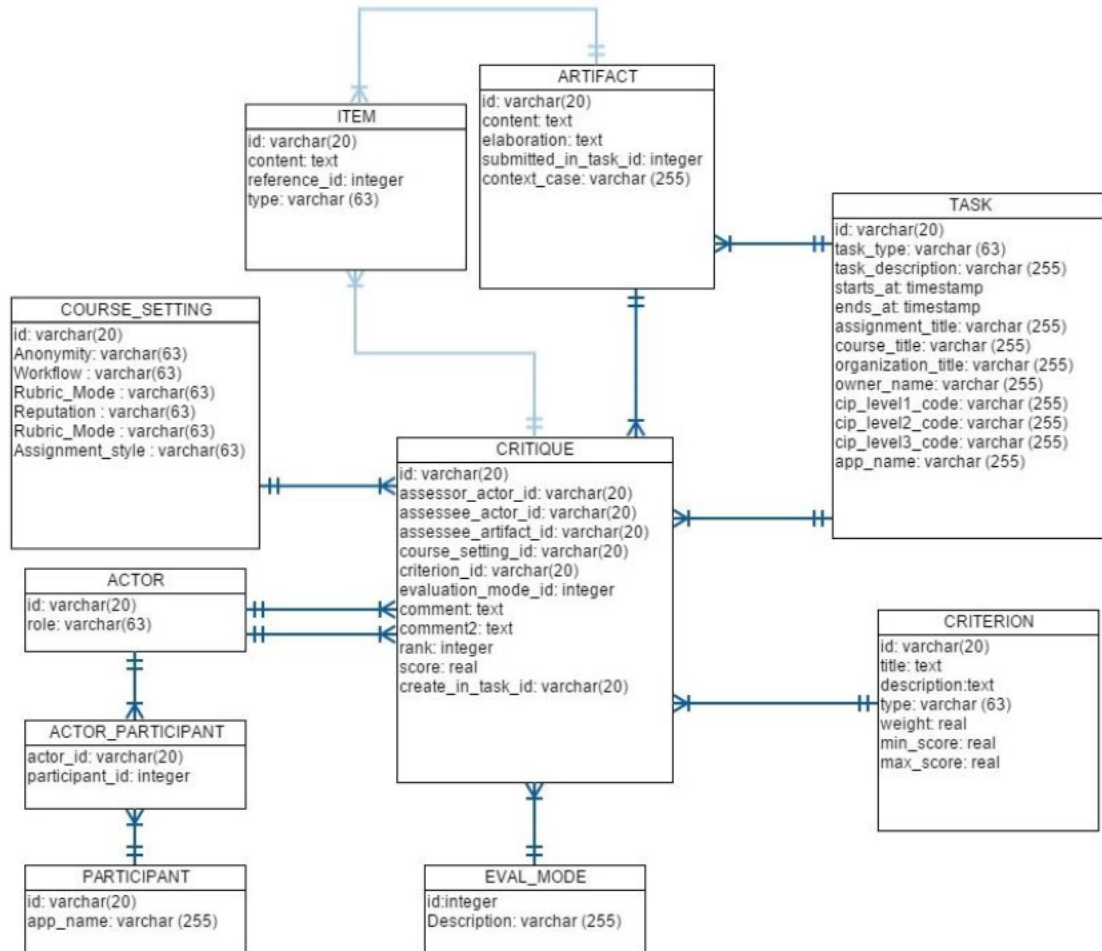 ARTIFACT
id: varchar(20)
content: text
elaboration: text
submitted_in_task_id: integer
context_case: varchar (255)
ITEM
id: varchar(20)
content: text
reference_id: integer
type: varchar (63)
TASK
id: varchar(20)
task_type: varchar (63)
task_description: varchar (255)
starts_at: timestamp
ends_at: timestamp
assignment_title: varchar (255)
course_title: varchar (255)
organization_title: varchar (255)
owner_name: varchar (255)
cip_level1_code: varchar (255)
cip_level2_code: varchar (255)
cip_level3_code: varchar (255)
app_name: varchar (255)
COURSE_SETTING
id: varchar(20)
Anonymity: varchar(63)
Workflow : varchar(63)
Rubric_Mode : varchar(63)
Reputation : varchar(63)
Rubric_Mode : varchar(63)
Assignment_style : varchar(63)
CRITIQUE
id: varchar(20)
assessor_actor_id: varchar(20)
assessee_actor_id: varchar(20)
assessee_artifact_id: varchar(20)
course_setting_id: varchar(20)
criterion_id: varchar(20)
evaluation_mode_id: integer
comment: text
comment2: text
rank: integer
score: real
create_in_task_id: varchar(20)
ACTOR
id: varchar(20)
role: varchar(63)
CRITERION
id: varchar(20)
title: text
description:text
type: varchar (63)
weight: real
min_score: real
max_score: real
ACTOR_PARTICIPANT
actor_id: varchar(20)
participant_id: integer
PARTICIPANT
id: varchar(20)
app_name: varchar (255)
EVAL_MODE
id:integer
Description: varchar (255)